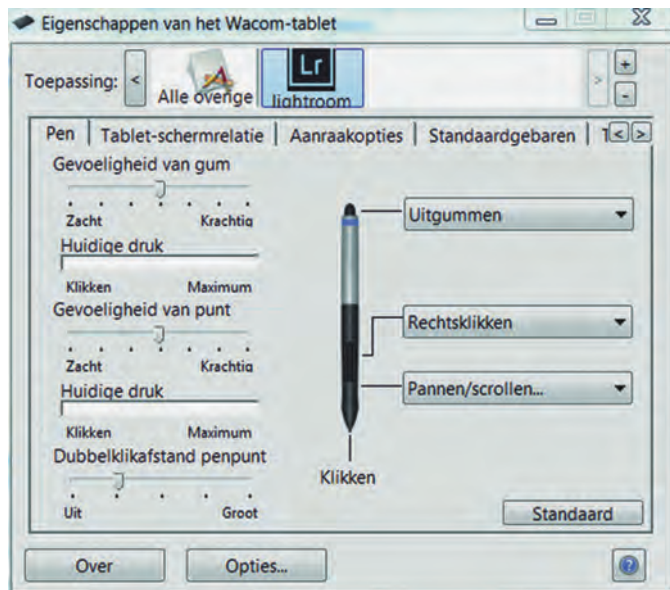 Eigenschappen van het Wacom-tablet
Toepassing:
<
Alle overige
Lr
lightroom
>
+
-
Pen
Tablet-schermrelatie
Aanraakopties
Standaardgebaren
<
>
Gevoeligheid van gum
Zacht Krachtig
Huidige druk
Klikken Maximum
Gevoeligheid van punt
Zacht Krachtig
Huidige druk
Klikken Maximum
Dubbelklikafstand penpunt
Uit Groot
Uitgummen
Rechtsklikken
Pannen/scrollen...
Klikken
Standaard
Over
Opties...
?